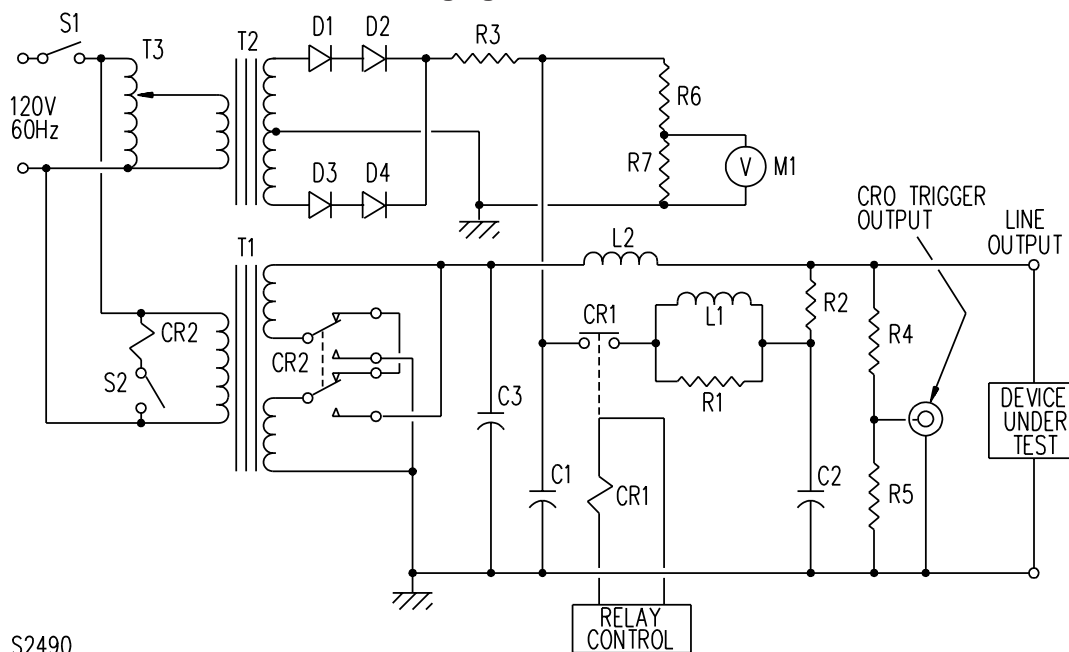 S1
T3
T2
D1
D2
R3
120V
60Hz
R6
D3
D4
R7
V
M1
CRO TRIGGER
OUTPUT
LINE
OUTPUT
T1
L2
R2
CR1
L1
R4
CR2
CR2
S2
C3
R1
DEVICE
UNDER
TEST
C1
CR1
C2
R5
RELAY
CONTROL
S2490